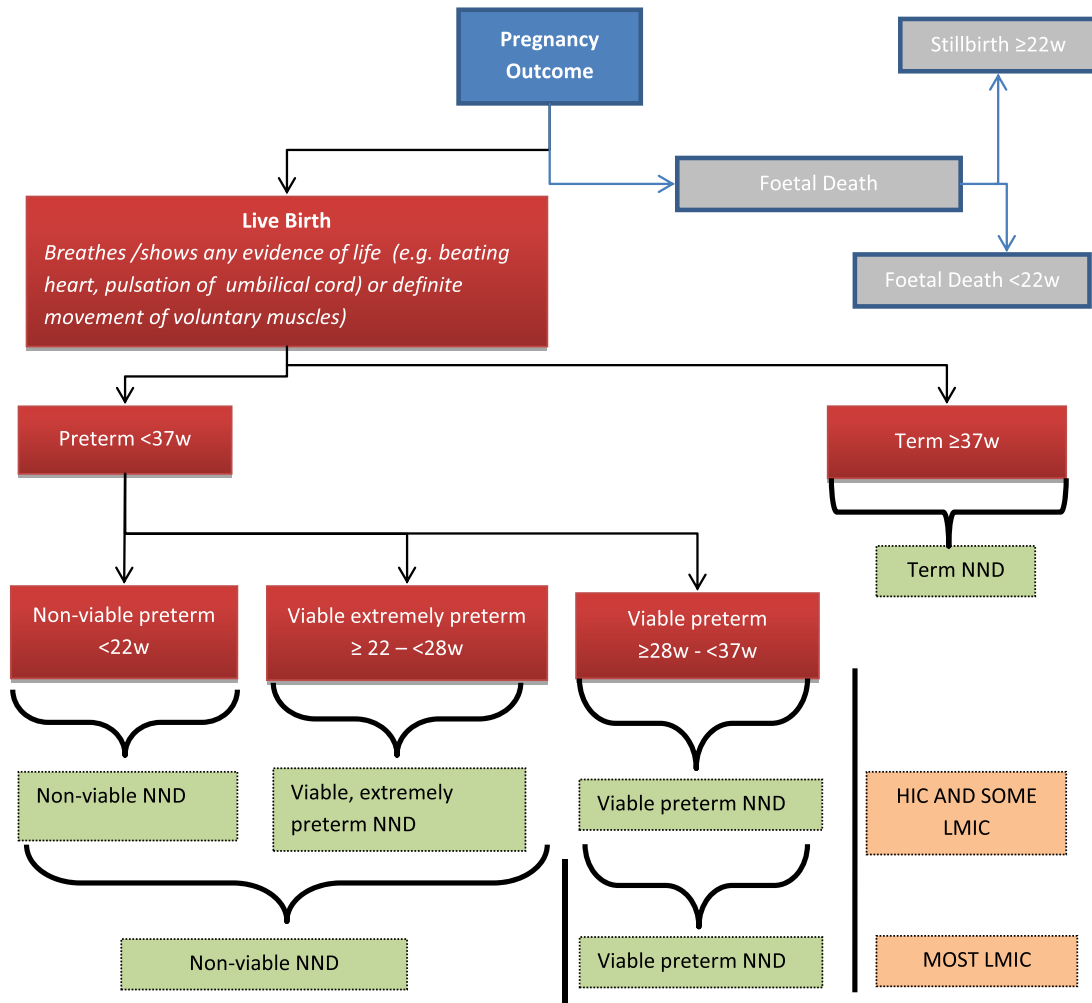 Pregnancy
Outcome
Stillbirth ≥22w
Foetal Death
Foetal Death <22w
Live Birth
Breathes /shows any evidence of life (e.g. beating
heart, pulsation of umbilical cord) or definite
movement of voluntary muscles)
Preterm <37w
Term ≥37w
Term NND
Non-viable preterm
<22w
Viable extremely preterm
≥ 22 – <28w
Viable preterm
≥28w - <37w
Non-viable NND
Viable, extremely
preterm NND
Viable preterm NND
HIC AND SOME
LMIC
Non-viable NND
Viable preterm NND
MOST LMIC